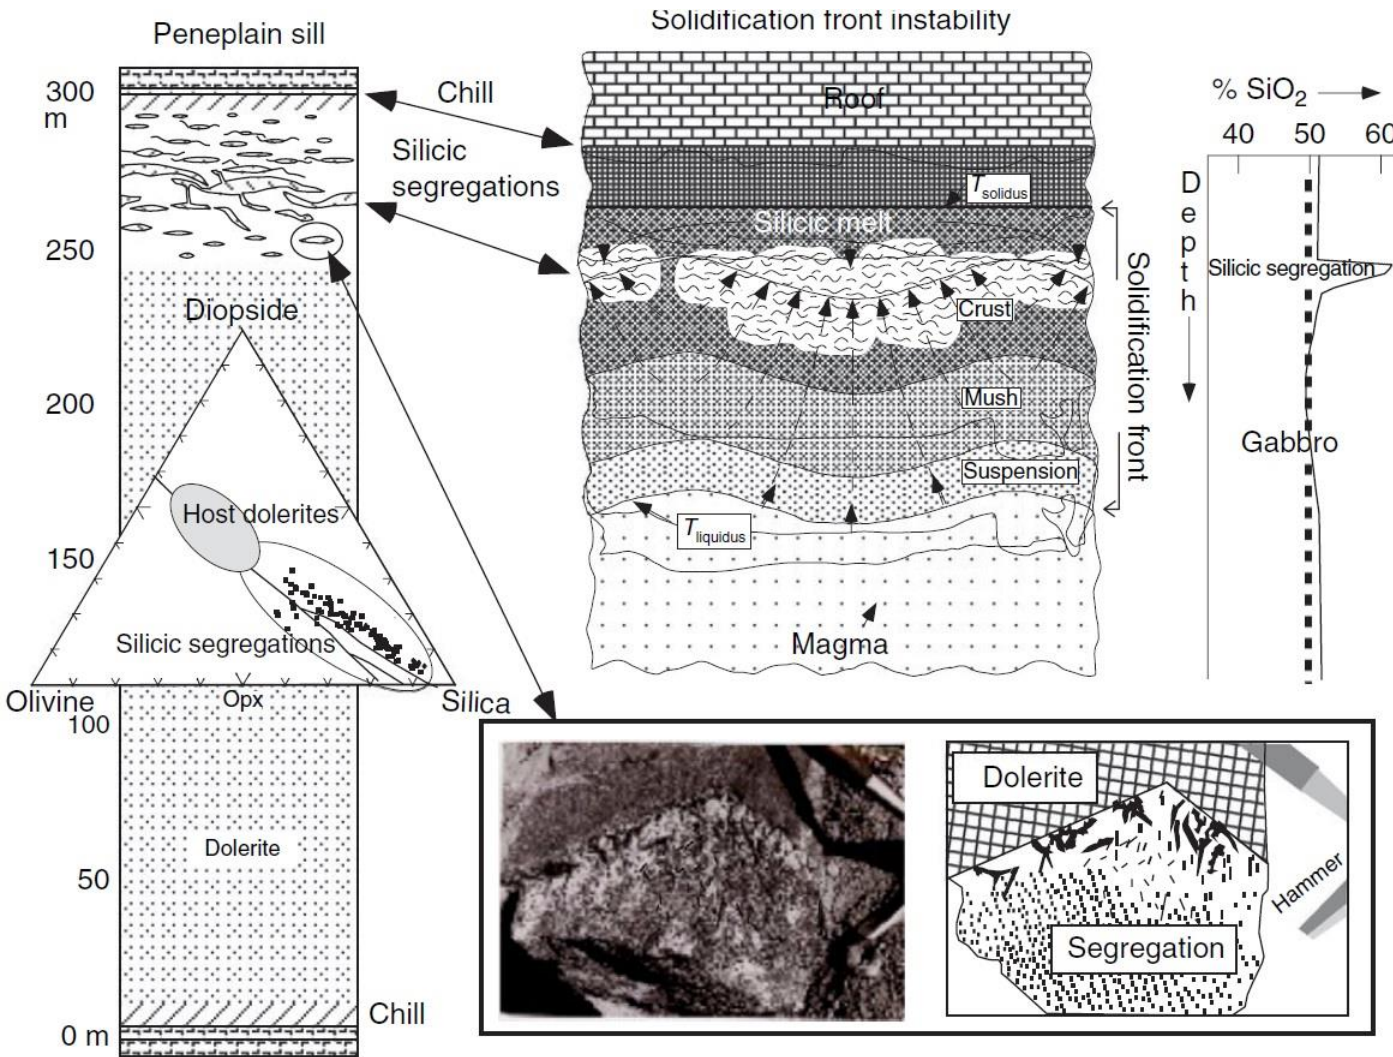 Peneplain sill
300
m
250
200
150
100
50
0 m
Chill
Silicic
segregations
Diopside
Host dolerites
Silicic segregations
Olivine
Opx
Silica
Dolerite
Chill
Solidification front instability
Roof
Tsolidus
Silicic melt
Crust
Mush
Suspension
Tliquidus
Magma
Solidification front
% SiO2
40
50
60
Depth
Silicic segregation
Gabbro
Dolerite
Segregation
Hammer